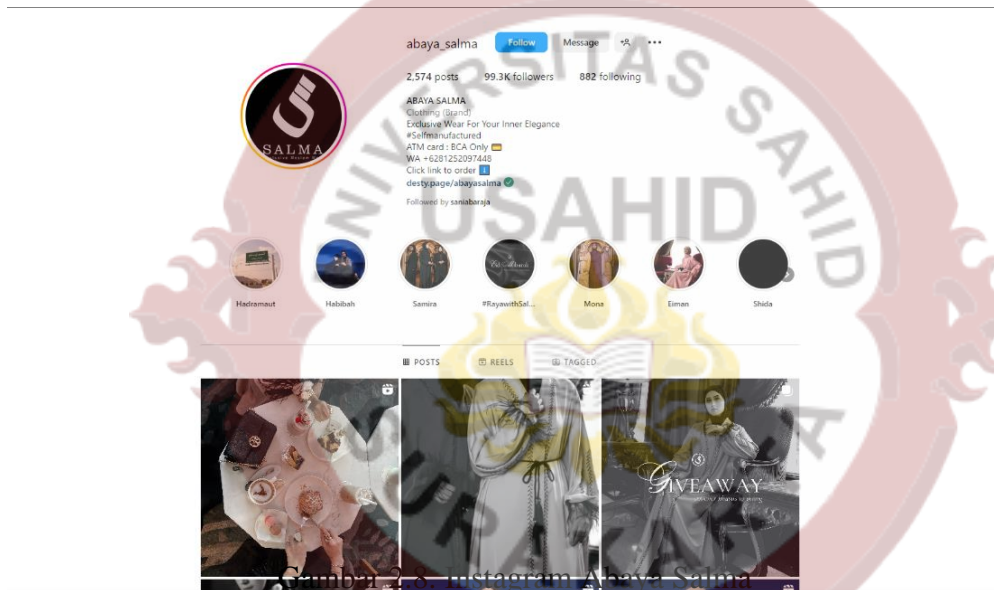 abaya_salma Follow Message
2,574 posts 99.3K followers 882 following
ABAYA SALMA
Clothing (Brand)
Exclusive Wear For Your Inner Elegance
#Selfmanufactured
ATM card : BCA Only
WA +6281252097448
Click link to order
desty.page/abayasalma
Followed by saniabaraja
SALMA
Hadramaut Habibah Samira #RayawithSal... Mona Eiman Shida
POSTS REELS TAGGED
GIVEAWAY
Gambar 2.8. Instagram Abaya Salma
UNIVERSITAS SAHID
USAHID